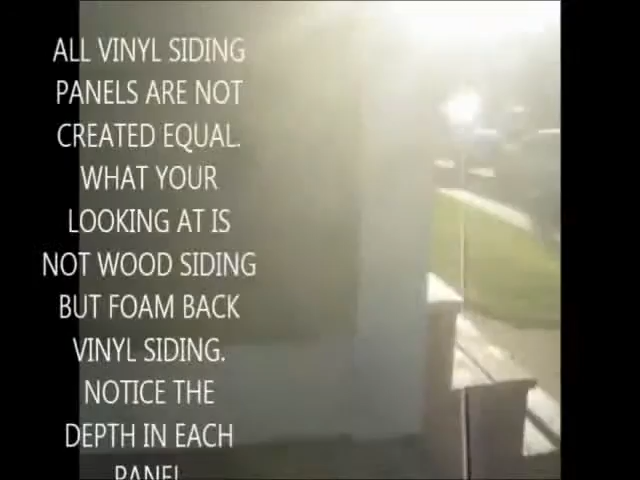 ALL VINYL SIDING
PANELS ARE NOT
CREATED EQUAL.
WHAT YOUR
LOOKING AT IS
NOT WOOD SIDING
BUT FOAM BACK
VINYL SIDING.
NOTICE THE
DEPTH IN EACH
PANEL